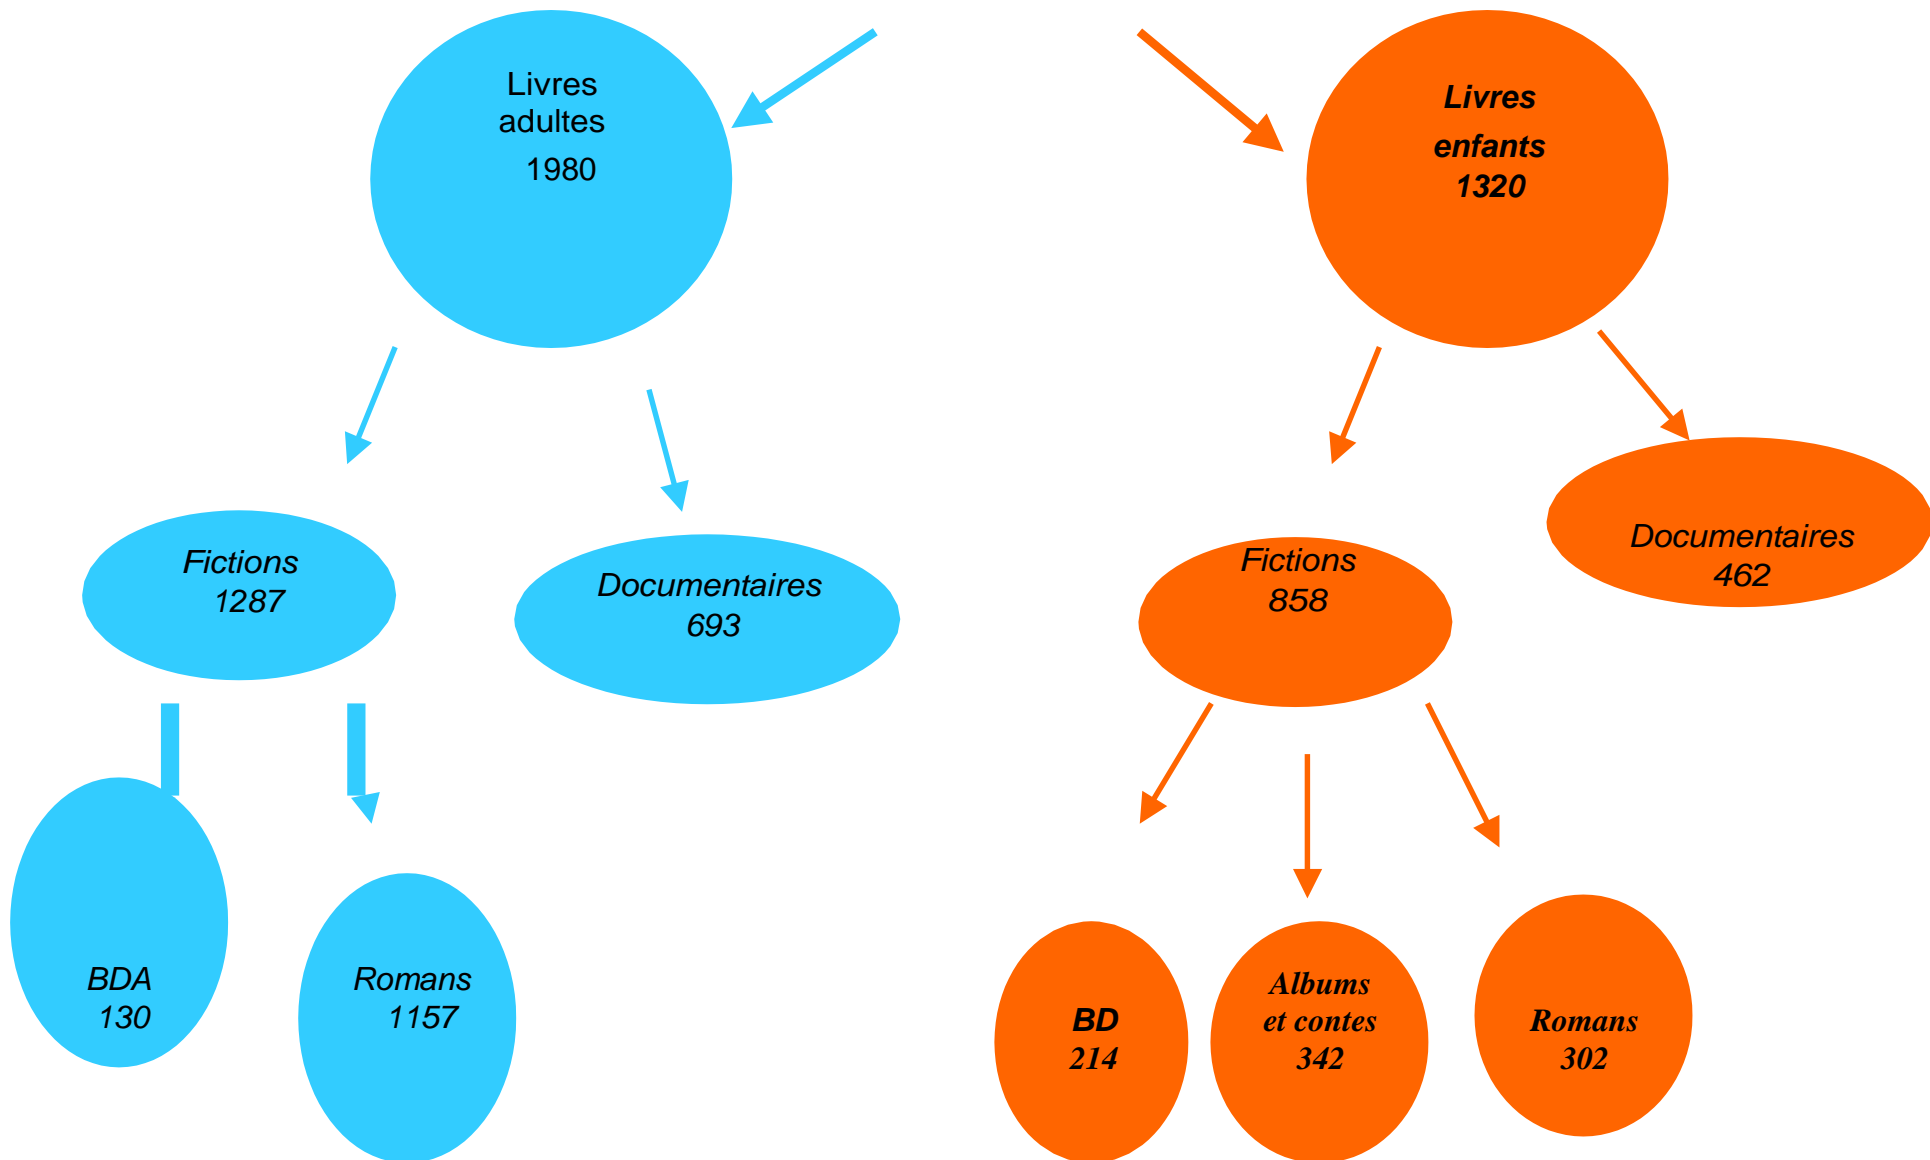 Livres
adultes
1980
Livres
enfants
1320
Fictions
1287
Documentaires
693
Fictions
858
Documentaires
462
BDA
130
Romans
1157
BD
214
Albums
et contes
342
Romans
302